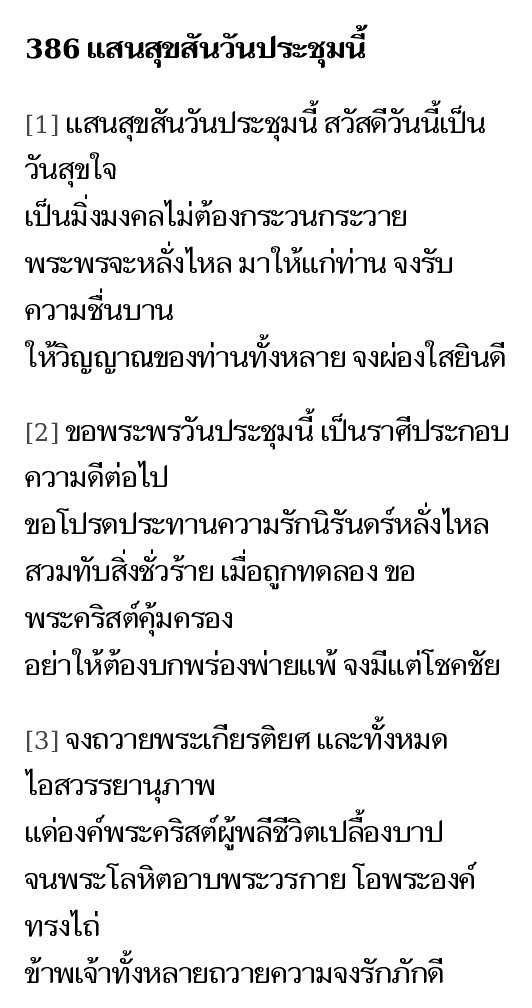 386 แสนสุขสันวันประชุมนี้
[1] แสนสุขสันวันประชุมนี้ สวัสดีวันนี้เป็น
วันสุขใจ
เป็นมิ่งมงคลไม่ต้องกระวนกระวาย
พระพรจะหลั่งไหล มาให้แก่ท่าน จงรับ
ความชื่นบาน
ให้วิญญาณของท่านทั้งหลาย จงผ่องใสยินดี
[2] ขอพระพรวันประชุมนี้ เป็นราศีประกอบ
ความดีต่อไป
ขอโปรดประทานความรักนิรันดร์หลั่งไหล
สวมทับสิ่งชั่วร้าย เมื่อถูกทดลอง ขอ
พระคริสต์คุ้มครอง
อย่าให้ต้องบกพร่องพ่ายแพ้ จงมีแต่โชคชัย
[3] จงถวายพระเกียรติยศ และทั้งหมด
ไอสวรรยานุภาพ
แด่องค์พระคริสต์ผู้พลีชีวิตเปลื้องบาป
จนพระโลหิตอาบพระวรกาย โอพระองค์
ทรงไถ่
ข้าพเจ้าทั้งหลายถวายความจงรักภักดี